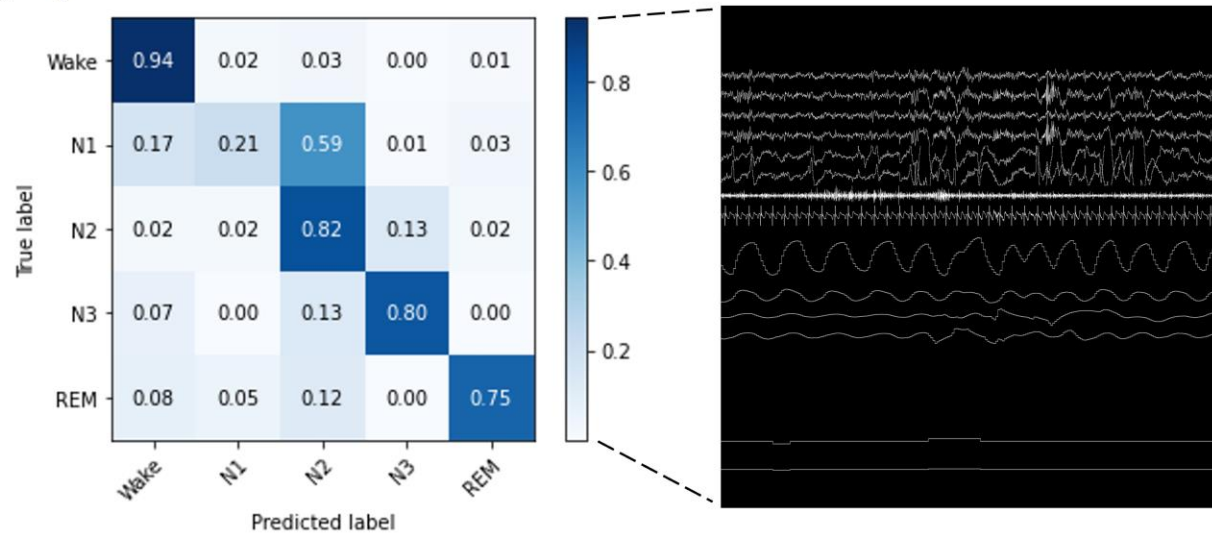 Wake 0.94 0.02 0.03 0.00 0.01
N1 0.17 0.21 0.59 0.01 0.03
N2 0.02 0.02 0.82 0.13 0.02
N3 0.07 0.00 0.13 0.80 0.00
REM 0.08 0.05 0.12 0.00 0.75
Wake N1 N2 N3 REM
Predicted label
True label
0.8
0.6
0.4
0.2